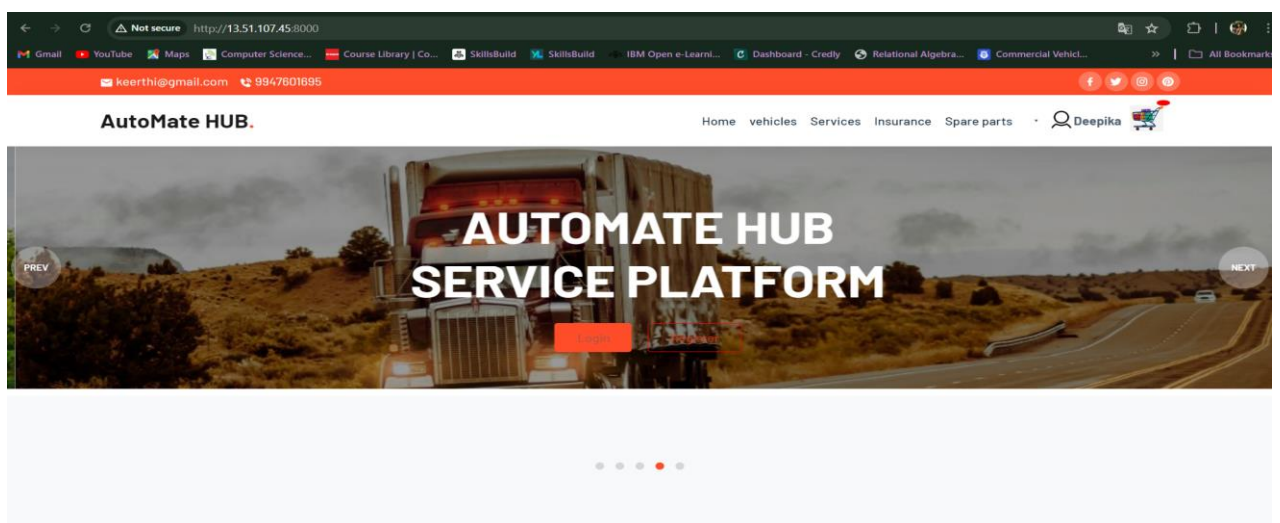 Not secure http://13.51.107.45:8000
Gmail YouTube Maps Computer Science... Course Library | Co... SkillsBuild SkillsBuild IBM Open e-Learni... Dashboard - Credly Relational Algebra... Commercial Vehicl... » All Bookmarks
keerthi@gmail.com 9947601695
AutoMate HUB.
Home vehicles Services Insurance Spare parts Deepika
AUTOMATE HUB
SERVICE PLATFORM
PREV
NEXT
Login